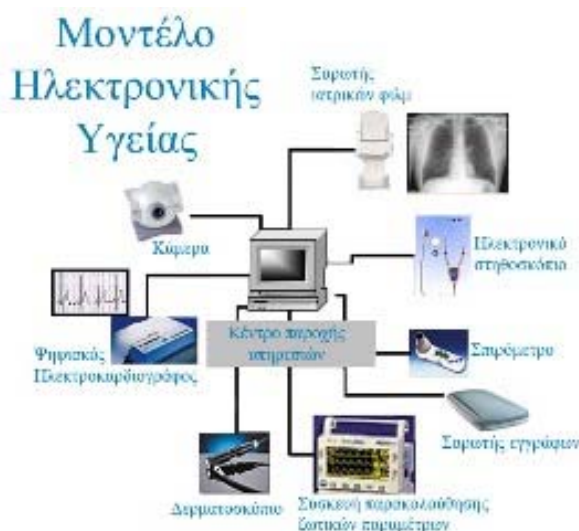 Μοντέλο
Ηλεκτρονικής
Υγείας
Σαρωτής
ιατρικών φιλμ
Κάμερα
Ηλεκτρονικό
στηθοσκόπιο
Κέντρο παροχής
υπηρεσιών
Ψηφιακός
Ηλεκτροκαρδιογράφος
Σπιρόμετρο
Σαρωτής εγγράφων
Δερματοσκόπιο
Συσκευή παρακολούθησης
ζωτικών παραμέτρων